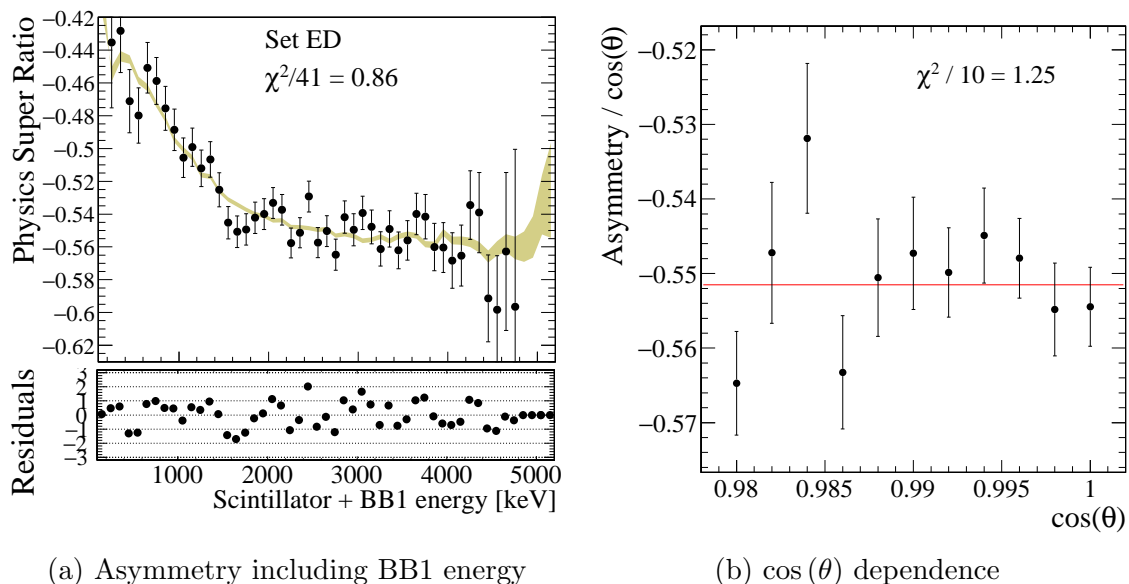 Physics Super Ratio
−0.42
−0.44
−0.46
−0.48
−0.5
−0.52
−0.54
−0.56
−0.58
−0.6
−0.62
Set ED
χ²/41 = 0.86
Residuals
3
2
1
0
−1
−2
−3
1000 2000 3000 4000 5000
Scintillator + BB1 energy [keV]
(a) Asymmetry including BB1 energy
Asymmetry / cos(θ)
−0.52
−0.53
−0.54
−0.55
−0.56
−0.57
χ² / 10 = 1.25
0.98 0.985 0.99 0.995 1
cos(θ)
(b) cos (θ) dependence